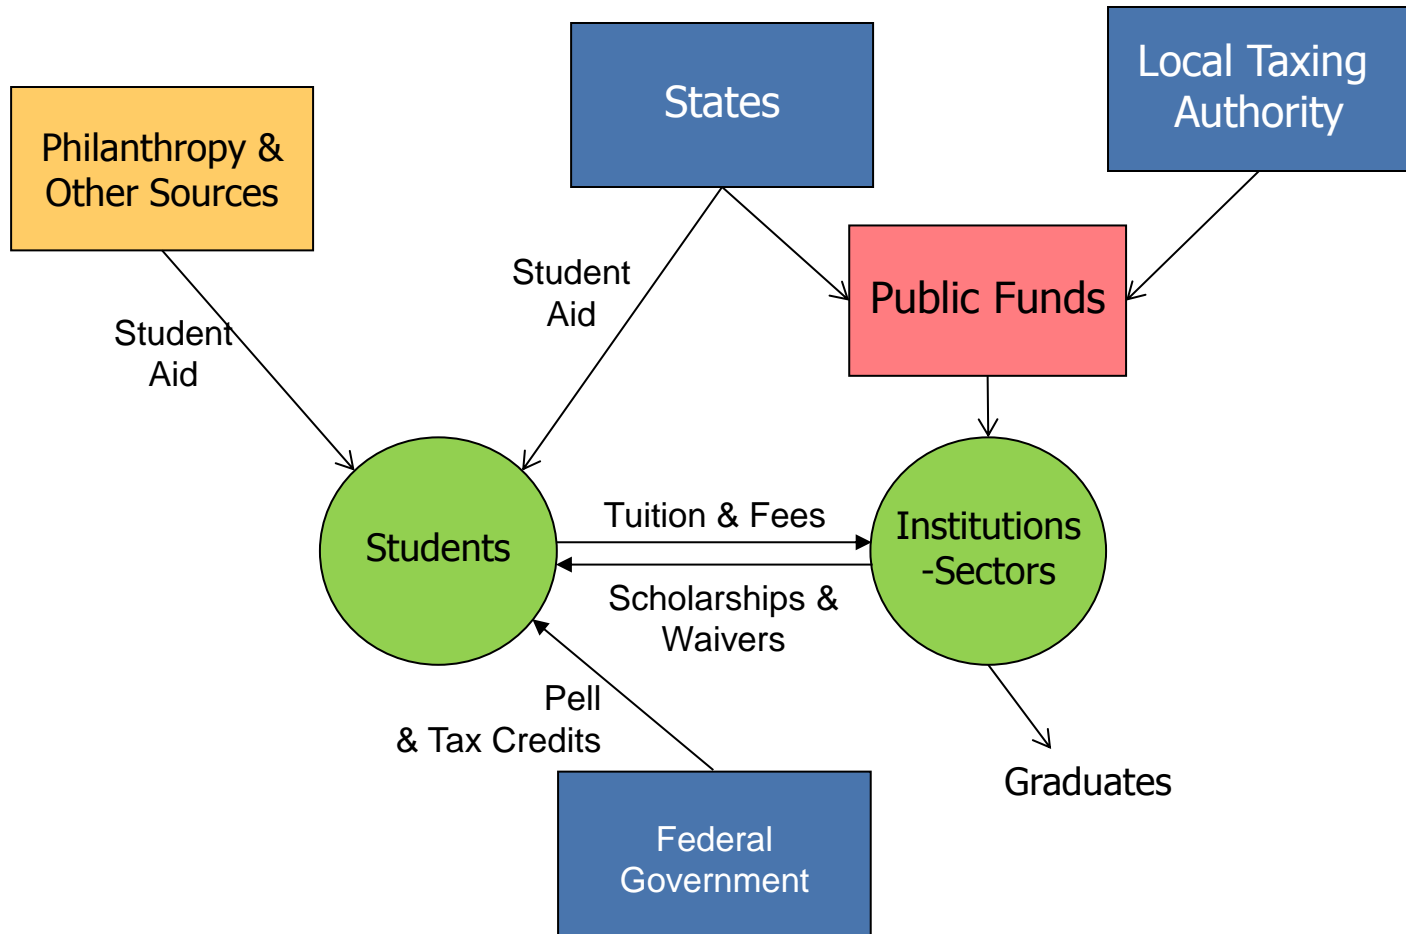 Local Taxing
Authority
States
Philanthropy &
Other Sources
Student
Aid
Public Funds
Student
Aid
Tuition & Fees
Students
Institutions
-Sectors
Scholarships &
Waivers
Pell
& Tax Credits
Graduates
Federal
Government